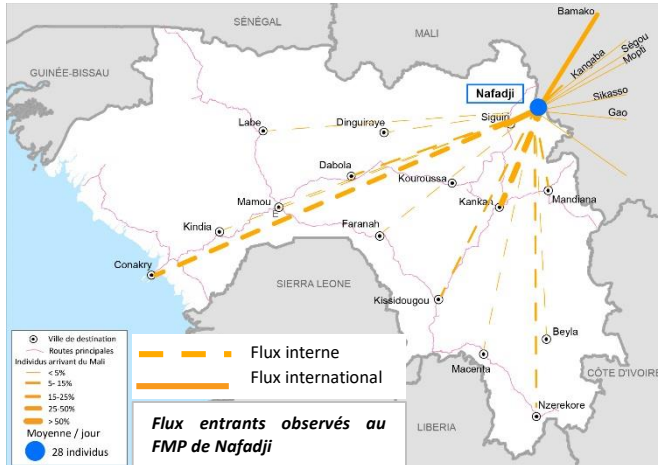 Bamako
SÉNÉGAL
MALI
Ségou
Kangaba
Mopti
GUINÉE-BISSAU
Nafadji
Sikasso
Siguiri
Gao
Labe
Dinguiraye
Dabola
Kouroussa
Mamou
Kankan
Mandiana
Kindia
Faranah
Conakry
SIERRA LEONE
Kissidougou
Beyla
Macenta
CÔTE D'IVOIRE
Nzerekore
LIBERIA
Ville de destination
Routes principales
Individus arrivant du Mali
< 5%
5- 15%
15-25%
25-50%
> 50%
Moyenne / jour
28 individus
Flux interne
Flux international
Flux entrants observés au
FMP de Nafadji